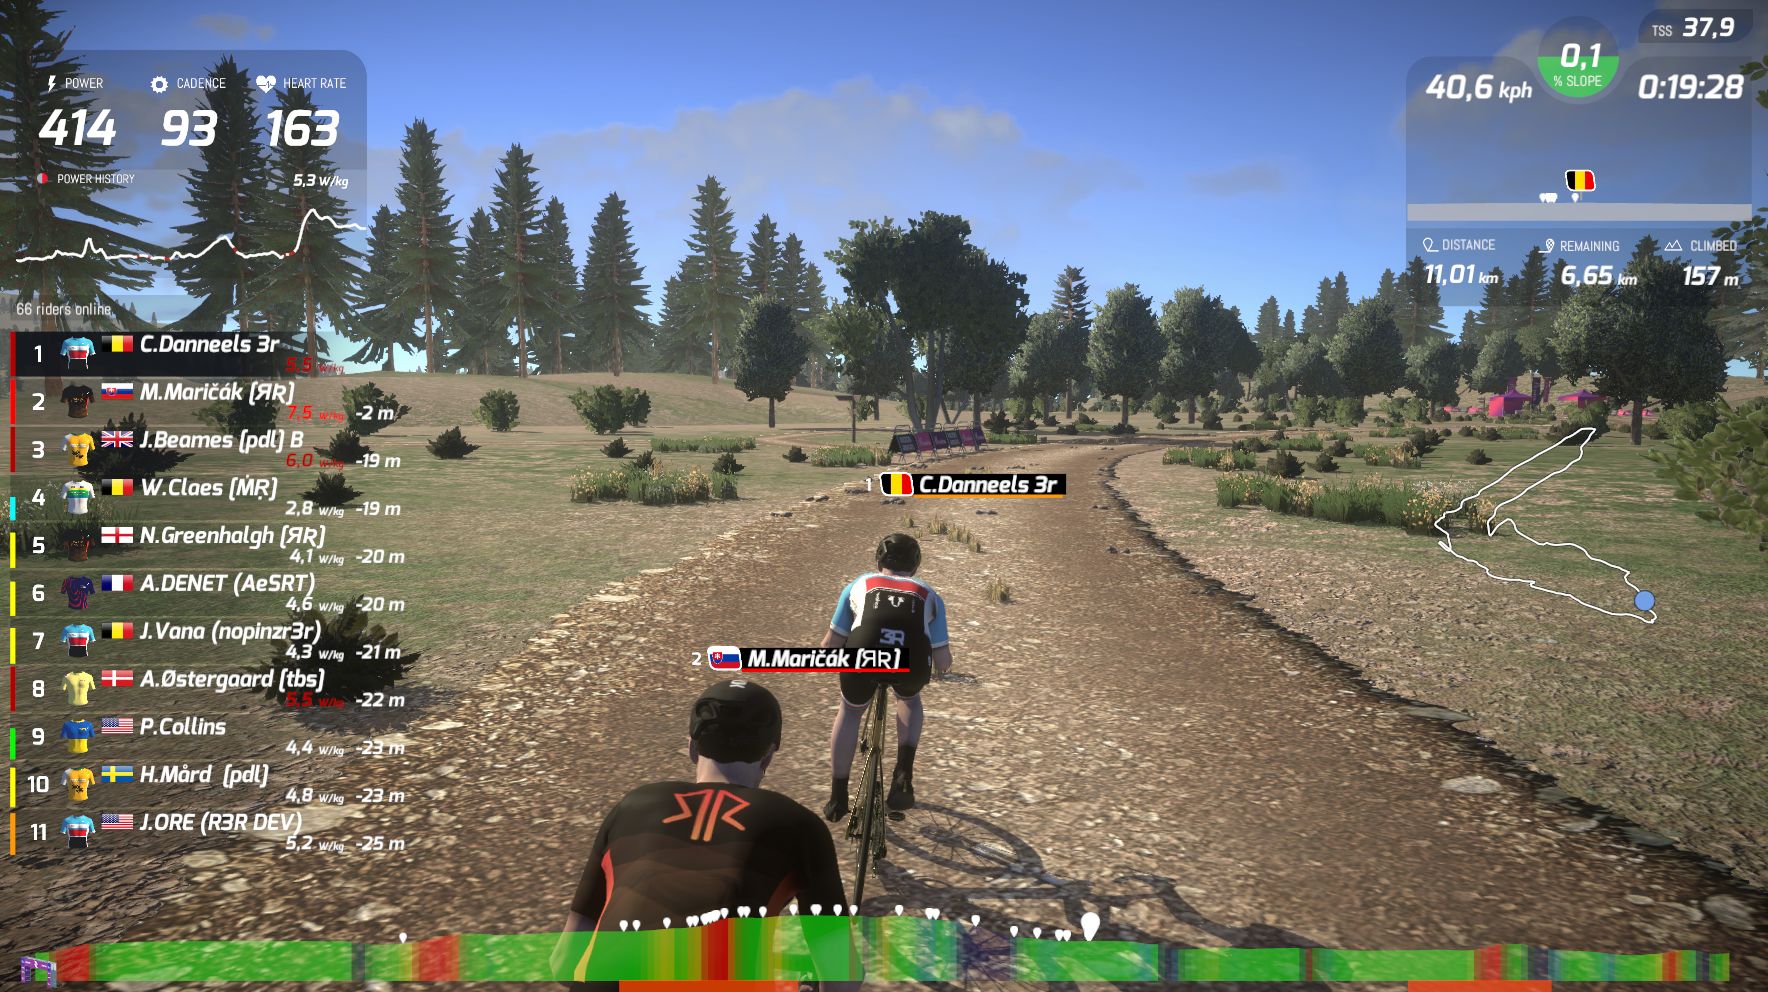 POWER CADENCE HEART RATE
414 93 163
POWER HISTORY 5,3 W/kg
66 riders online
1 C.Danneels 3r
5,5 W/kg
2 M.Maričák [ЯR]
7,5 W/kg -2 m
3 J.Beames [pdl] B
6,0 W/kg -19 m
4 W.Claes [ṀṚ]
2,8 W/kg -19 m
5 N.Greenhalgh [ЯR]
4,1 W/kg -20 m
6 A.DENET (AeSRT)
4,6 W/kg -20 m
7 J.Vana (nopinzr3r)
4,3 W/kg -21 m
8 A.Østergaard [tbs]
5,5 W/kg -22 m
9 P.Collins
4,4 W/kg -23 m
10 H.Mård [pdl]
4,8 W/kg -23 m
11 J.ORE (R3R DEV)
5,2 W/kg -25 m
TSS 37,9
40,6 kph 0,1 % SLOPE 0:19:28
DISTANCE REMAINING CLIMBED
11,01 km 6,65 km 157 m
1 C.Danneels 3r
3R
2 M.Maričák [ЯR]
ЯR